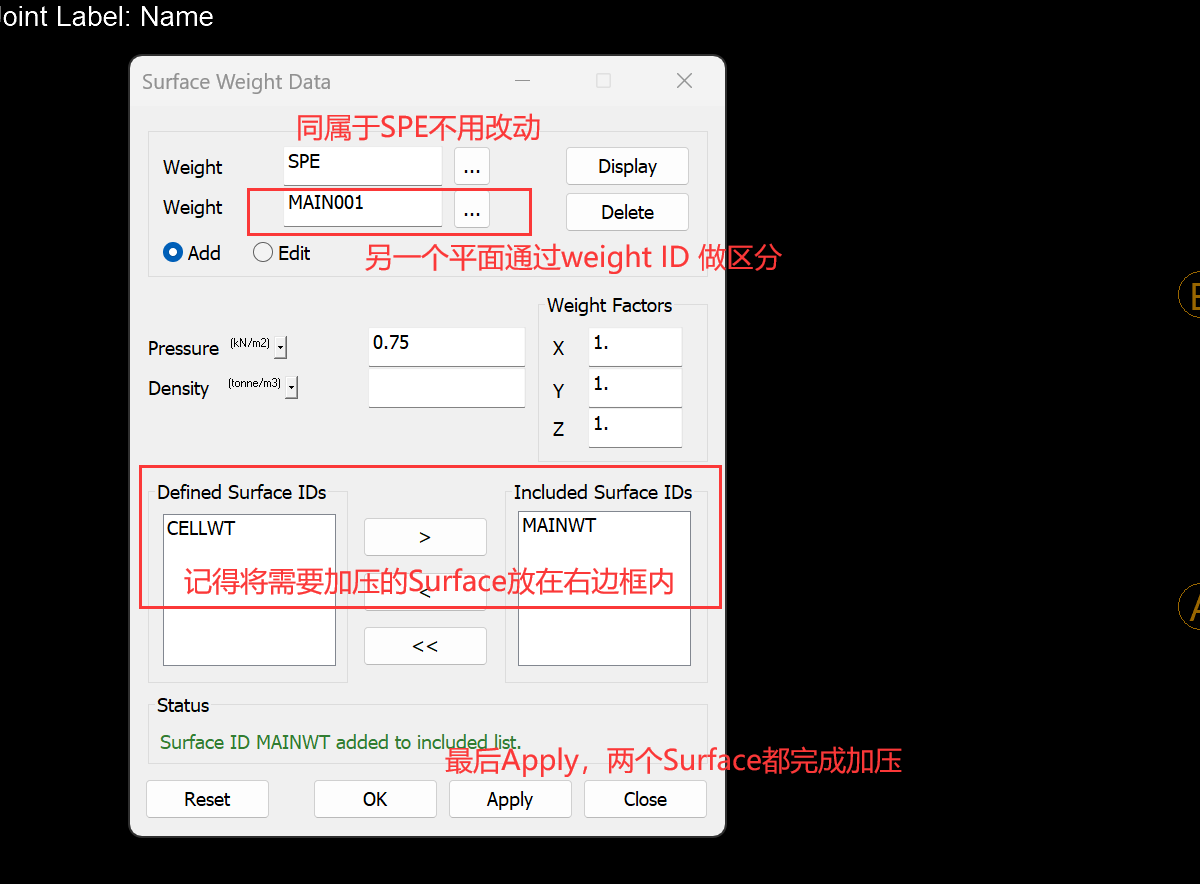 Joint Label: Name
Surface Weight Data
同属于SPE不用改动
Weight SPE ... Display
Weight MAIN001 ... Delete
Add Edit
另一个平面通过weight ID 做区分
Weight Factors
Pressure (kN/m2) 0.75 X 1.
Density (tonne/m3) Y 1.
Z 1.
Defined Surface IDs Included Surface IDs
CELLWT > MAINWT
记得将需要加压的Surface放在右边框内
<
<<
Status
Surface ID MAINWT added to included list.
最后Apply，两个Surface都完成加压
Reset OK Apply Close